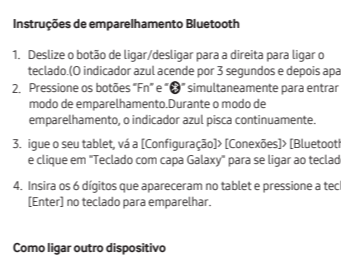 Instruções de emparelhamento Bluetooth
1. Deslize o botão de ligar/desligar para a direita para ligar o
teclado.(O indicador azul acende por 3 segundos e depois apa
2. Pressione os botões "Fn" e "" simultaneamente para entrar
modo de emparelhamento.Durante o modo de
emparelhamento, o indicador azul pisca continuamente.
3. igue o seu tablet, vá a [Configuração]> [Conexões]> [Bluetooth
e clique em "Teclado com capa Galaxy" para se ligar ao teclad
4. Insira os 6 dígitos que apareceram no tablet e pressione a tecl
[Enter] no teclado para emparelhar.
Como ligar outro dispositivo